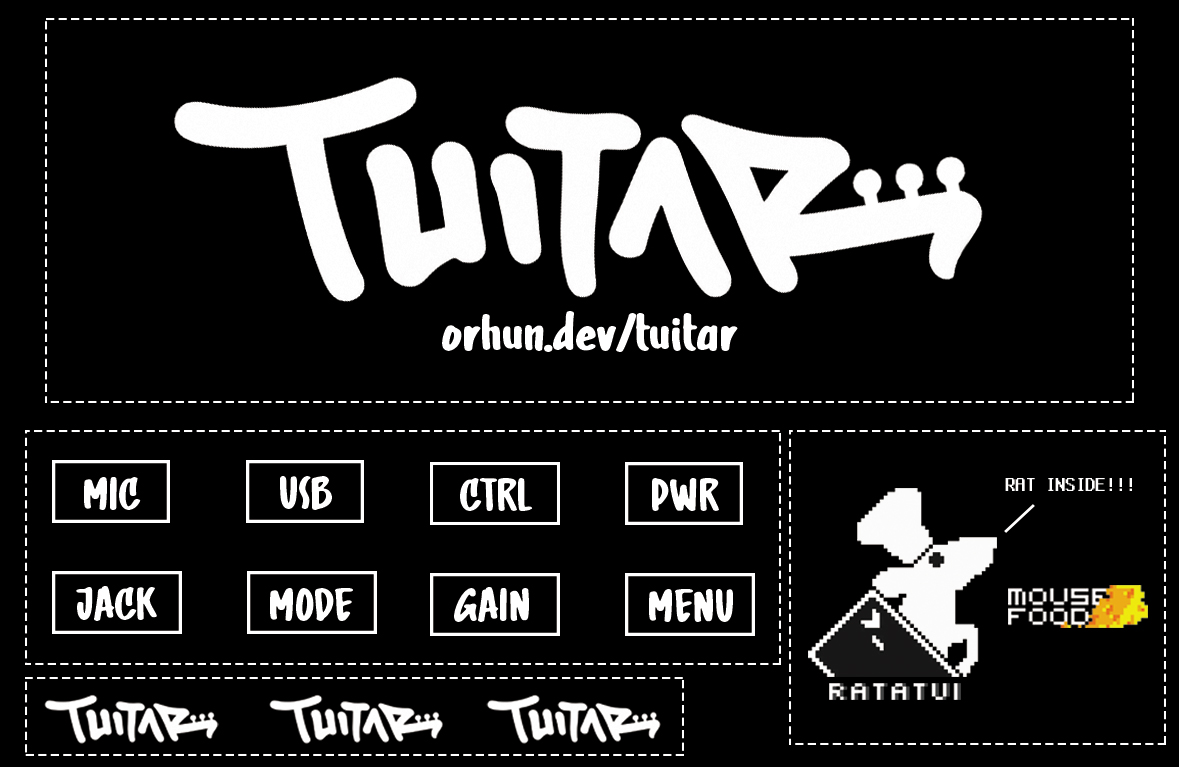 TUITAR
orhun.dev/tuitar
MIC
USB
CTRL
PWR
JACK
MODE
GAIN
MENU
RAT INSIDE!!!
MOUSE
FOOD
RATATUI
TUITAR
TUITAR
TUITAR